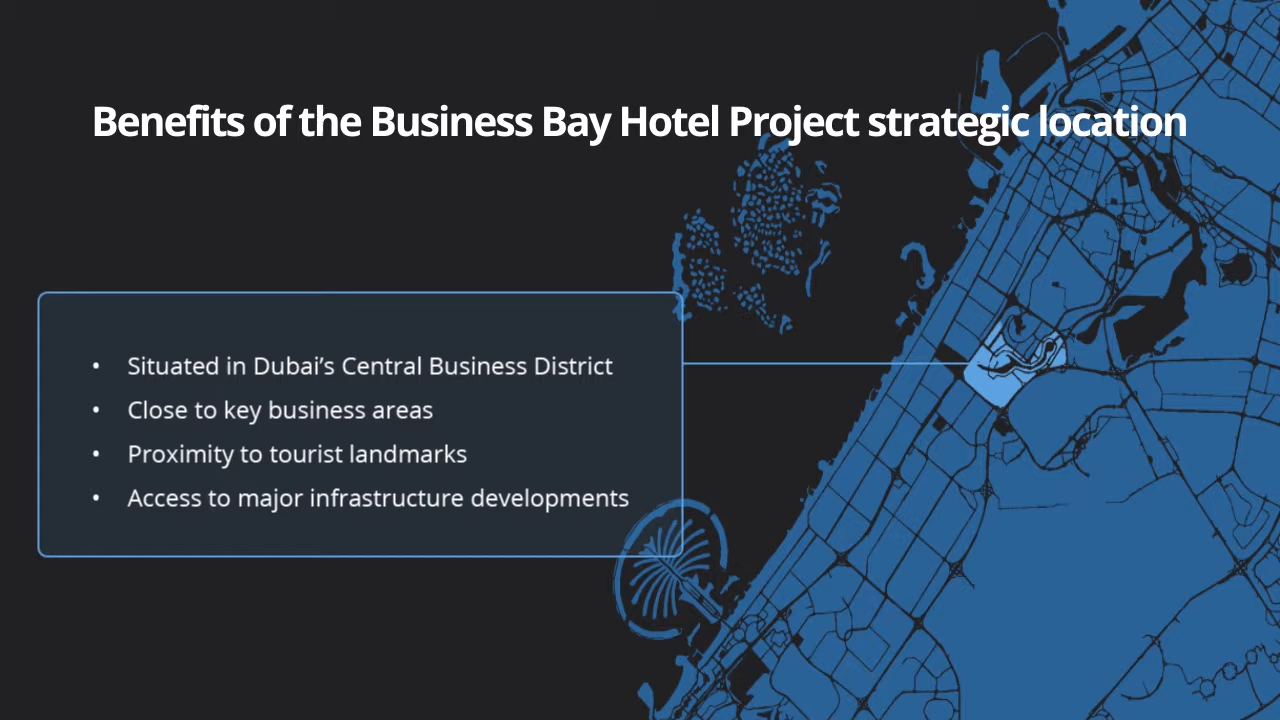 Benefits of the Business Bay Hotel Project strategic location
• Situated in Dubai’s Central Business District
• Close to key business areas
• Proximity to tourist landmarks
• Access to major infrastructure developments